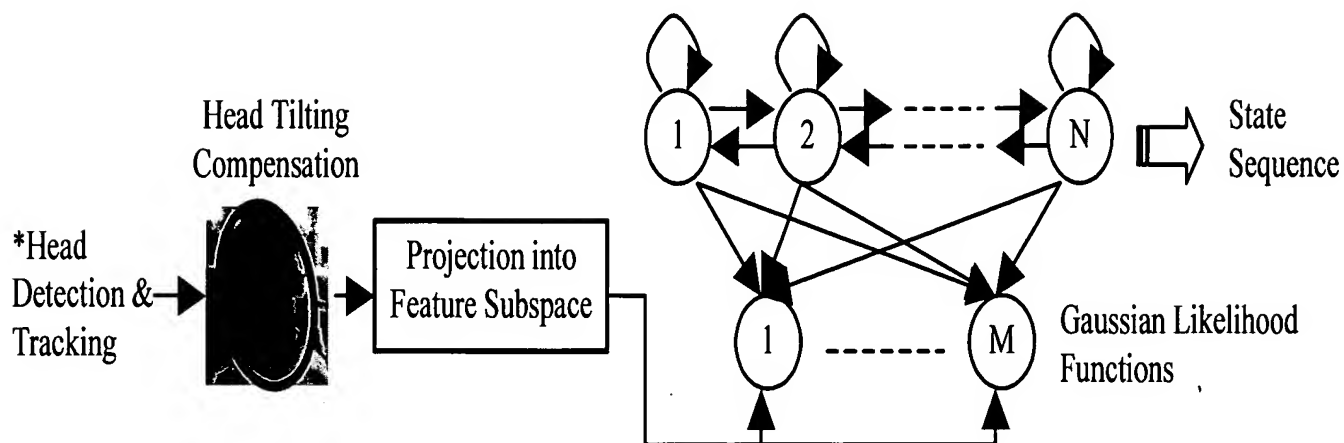 Head Tilting
Compensation
*Head
Detection &
Tracking
Projection into
Feature Subspace
1
2
N
State
Sequence
1
M
Gaussian Likelihood
Functions